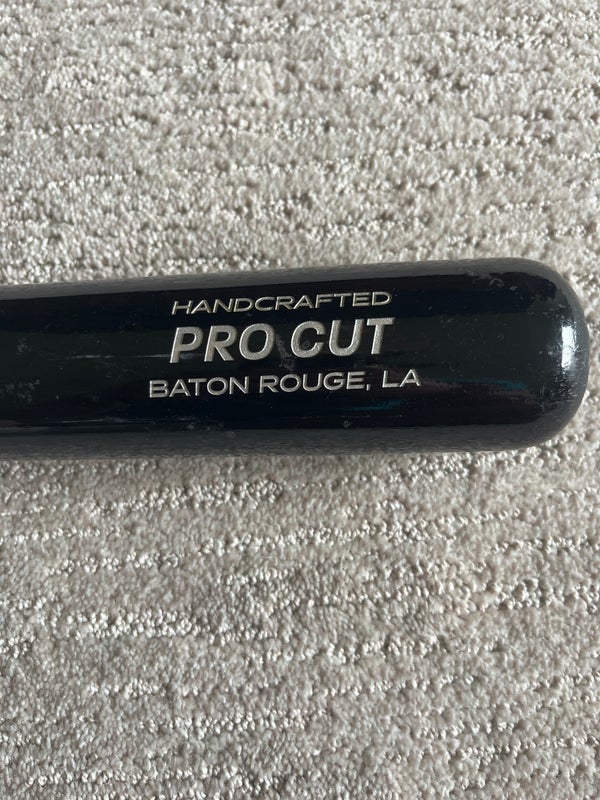 HANDCRAFTED
PRO CUT
BATON ROUGE, LA